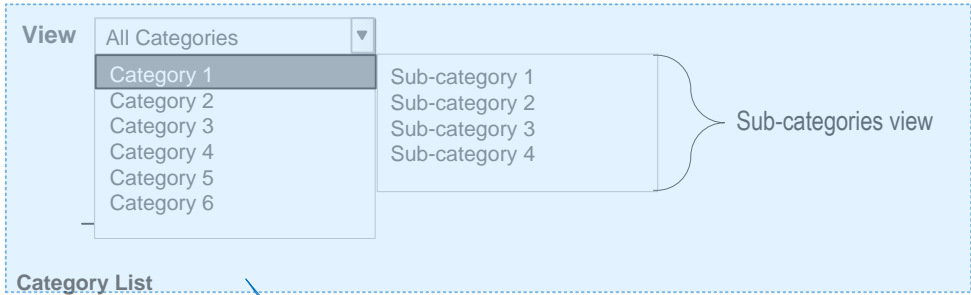 View
All Categories
Category 1
Category 2
Category 3
Category 4
Category 5
Category 6
Sub-category 1
Sub-category 2
Sub-category 3
Sub-category 4
Sub-categories view
Category List